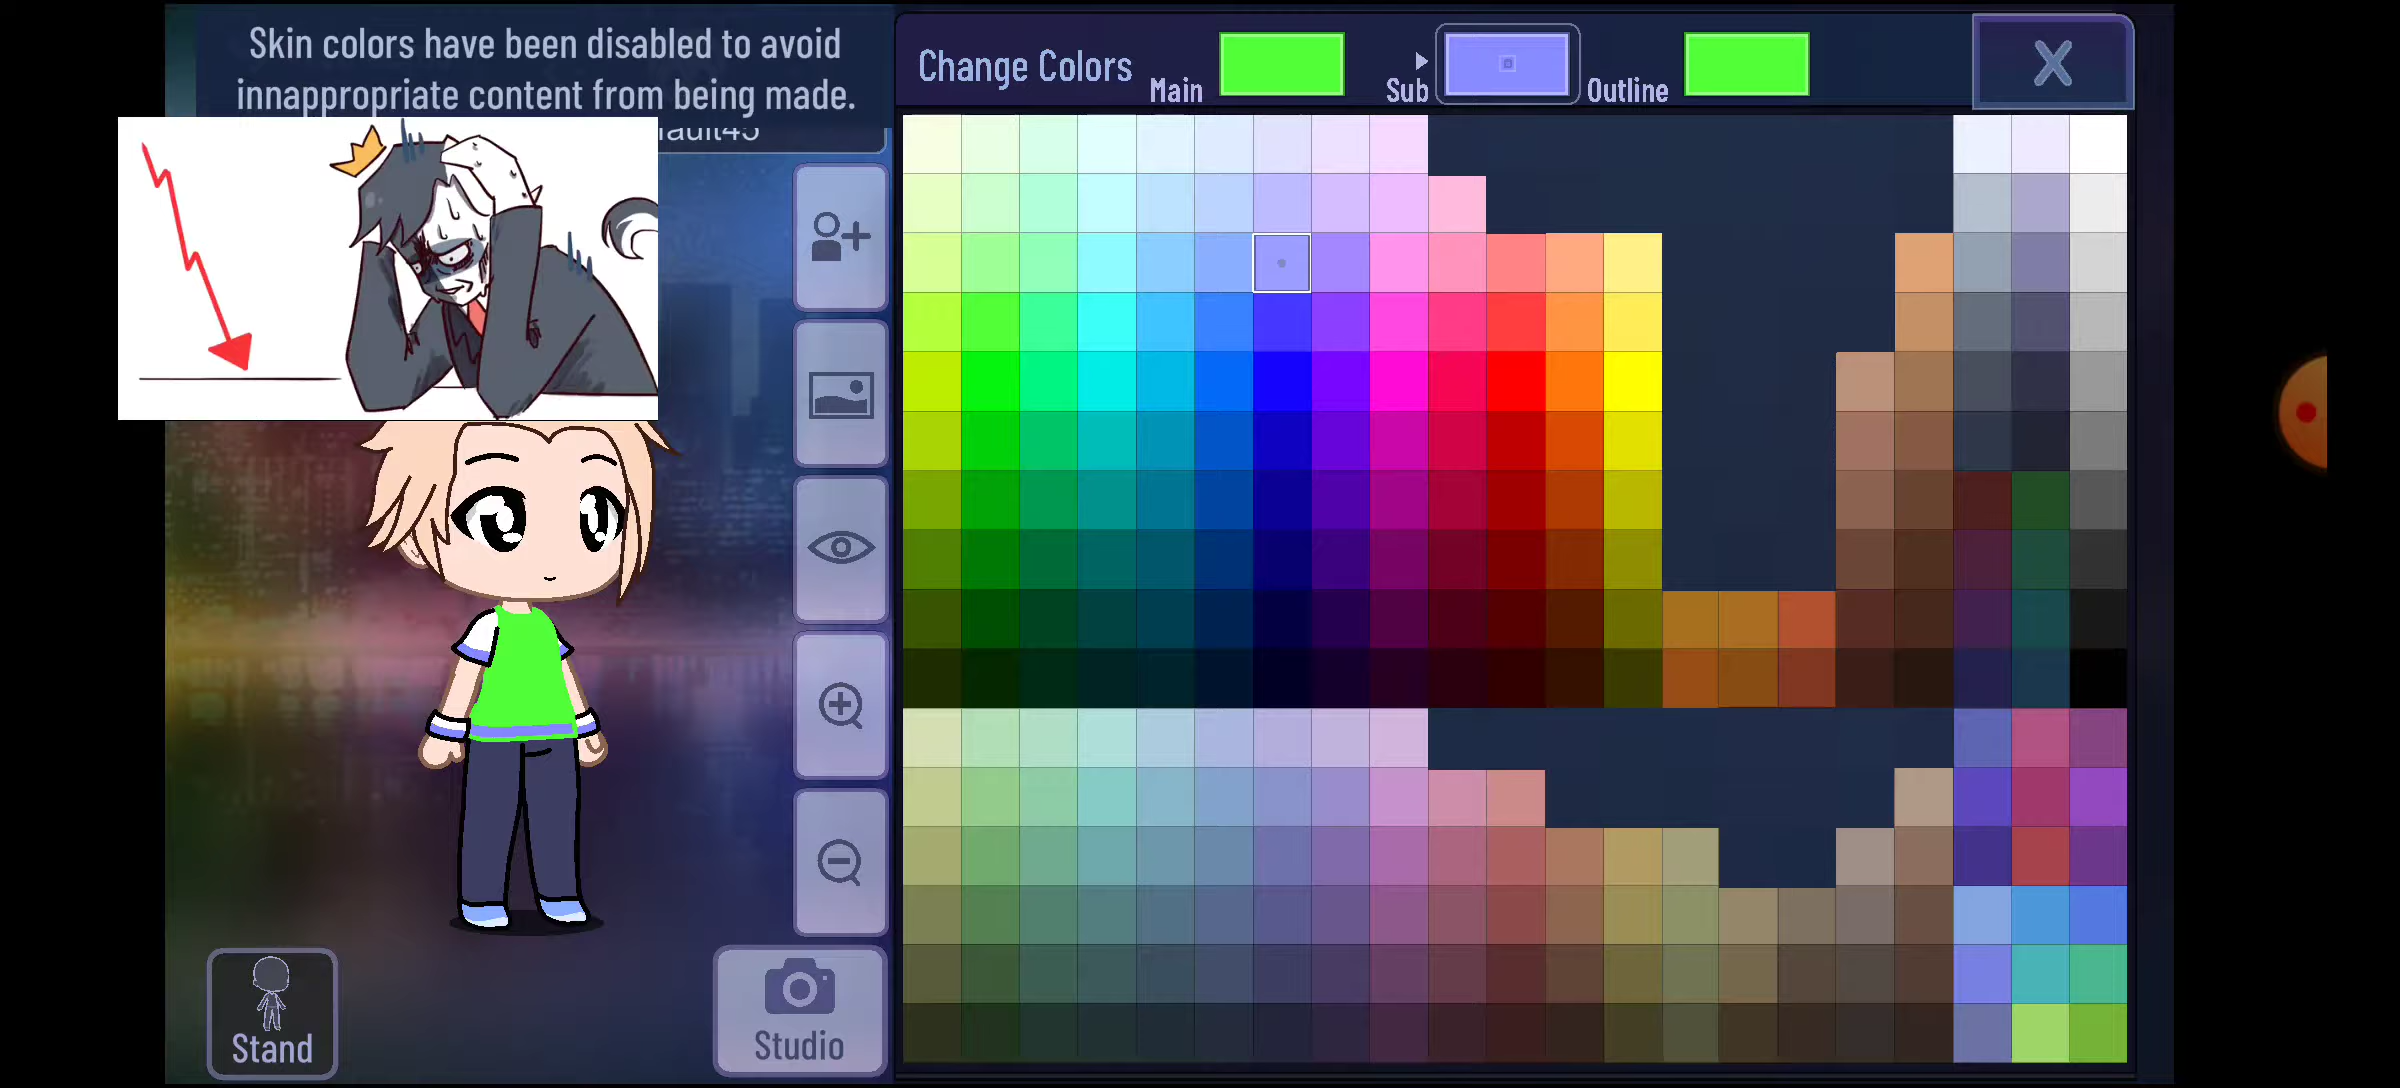 Skin colors have been disabled to avoid
innappropriate content from being made.
Change Colors
Main
Sub
Outline
X
Stand
Studio